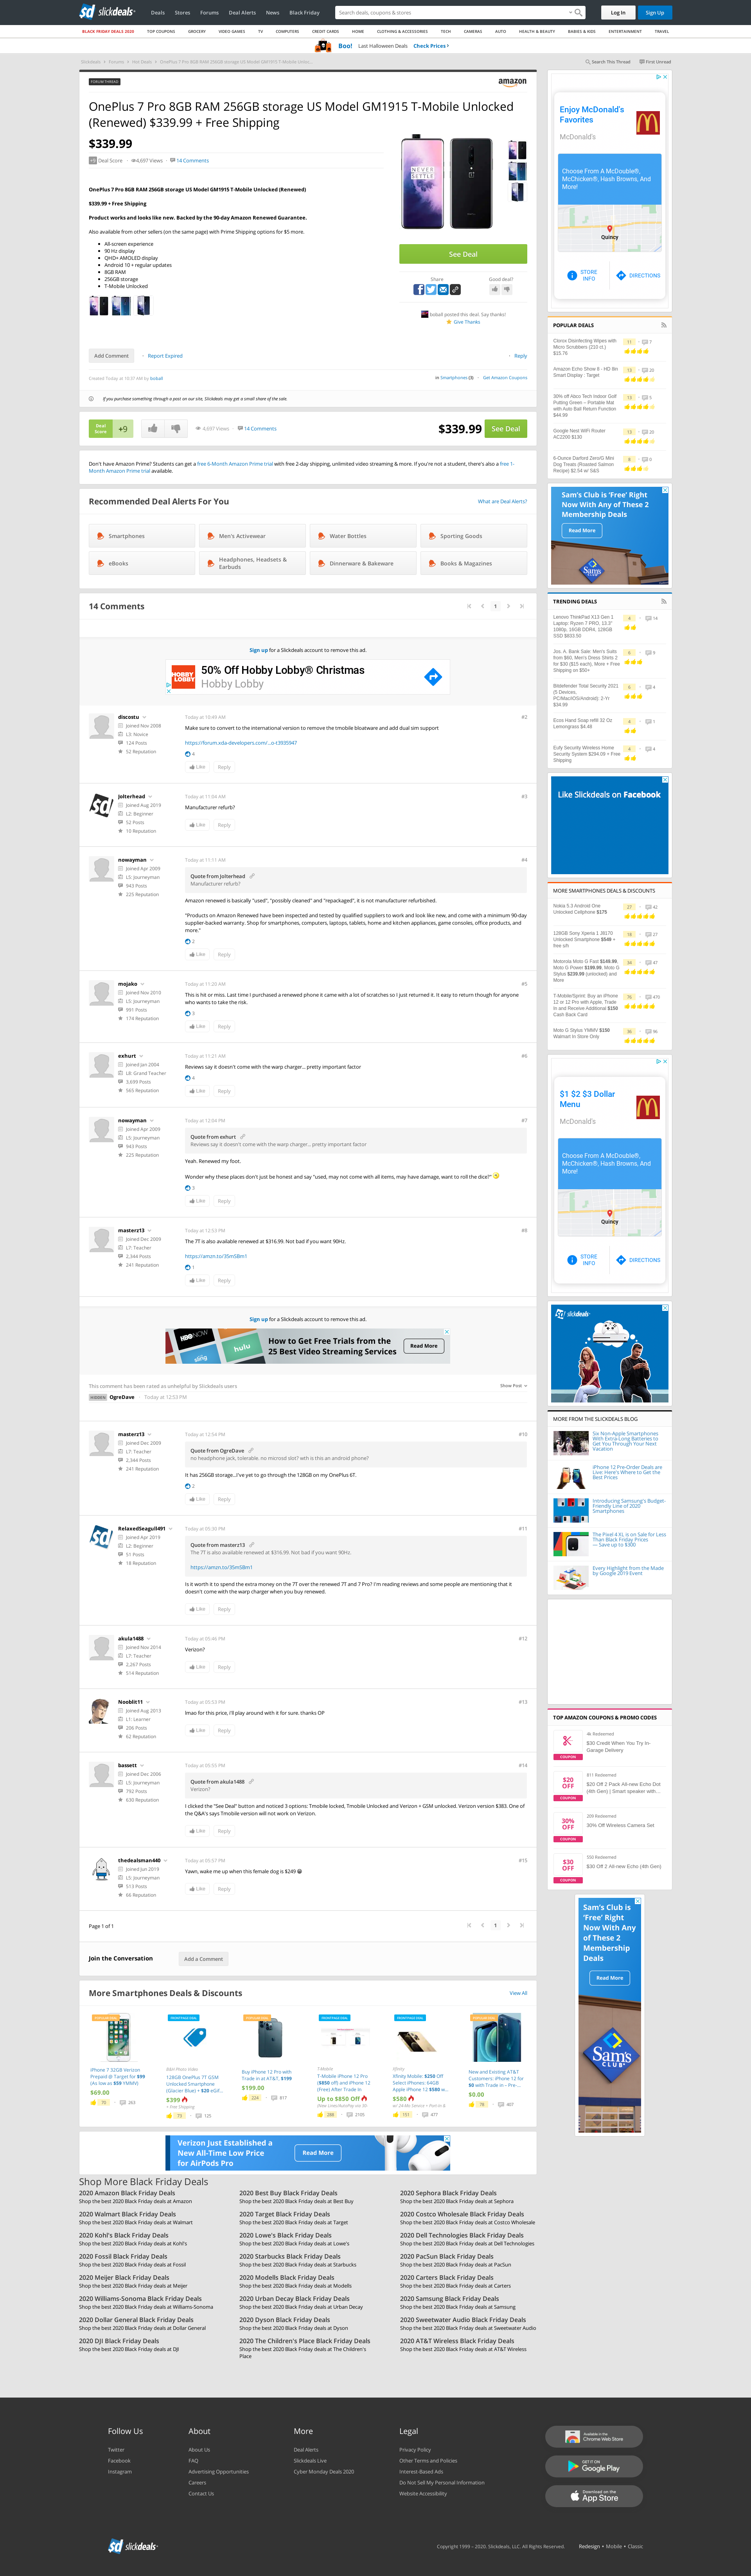 sd slickdeals
Deals
Stores
Forums
Deal Alerts
News
Black Friday
Search deals, coupons & stores
Log In
Sign Up
BLACK FRIDAY DEALS 2020
TOP COUPONS
GROCERY
VIDEO GAMES
TV
COMPUTERS
CREDIT CARDS
HOME
CLOTHING & ACCESSORIES
TECH
CAMERAS
AUTO
HEALTH & BEAUTY
BABIES & KIDS
ENTERTAINMENT
TRAVEL
Boo! Last Halloween Deals Check Prices
Slickdeals › Forums › Hot Deals › OnePlus 7 Pro 8GB RAM 256GB storage US Model GM1915 T-Mobile Unlo...
Search This Thread
First Unread
FORUM THREAD
amazon
OnePlus 7 Pro 8GB RAM 256GB storage US Model GM1915 T-Mobile Unlocked
(Renewed) $339.99 + Free Shipping
$339.99
+9 Deal Score
4,697 Views
14 Comments
OnePlus 7 Pro 8GB RAM 256GB storage US Model GM1915 T-Mobile Unlocked (Renewed)
$339.99 + Free Shipping
Product works and looks like new. Backed by the 90-day Amazon Renewed Guarantee.
Also available from other sellers (on the same page) with Prime Shipping options for $5 more.
All-screen experience
90 Hz display
QHD+ AMOLED display
Android 10 + regular updates
8GB RAM
256GB storage
T-Mobile Unlocked
NEVER
SETTLE
See Deal
Share
Good deal?
bxball posted this deal. Say thanks!
Give Thanks
Add Comment
Report Expired
Reply
Created Today at 10:37 AM by bxball
in Smartphones (3)
Get Amazon Coupons
If you purchase something through a post on our site, Slickdeals may get a small share of the sale.
Deal
Score
+9
4,697 Views
14 Comments
$339.99
See Deal
Don't have Amazon Prime? Students can get a free 6-Month Amazon Prime trial with free 2-day shipping, unlimited video streaming & more. If you're not a student, there's also a free 1-
Month Amazon Prime trial available.
Recommended Deal Alerts For You
What are Deal Alerts?
Smartphones
Men's Activewear
Water Bottles
Sporting Goods
eBooks
Headphones, Headsets &
Earbuds
Dinnerware & Bakeware
Books & Magazines
14 Comments
1
Sign up for a Slickdeals account to remove this ad.
HOBBY
LOBBY
50% Off Hobby Lobby® Christmas
Hobby Lobby
discostu
Joined Nov 2008
L3: Novice
124 Posts
52 Reputation
Today at 10:49 AM
#2
Make sure to convert to the international version to remove the tmobile bloatware and add dual sim support
https://forum.xda-developers.com/...o-t3935947
4
Like
Reply
Jolterhead
Joined Aug 2019
L2: Beginner
52 Posts
10 Reputation
Today at 11:04 AM
#3
Manufacturer refurb?
Like
Reply
nowayman
Joined Apr 2009
L5: Journeyman
943 Posts
225 Reputation
Today at 11:11 AM
#4
Quote from Jolterhead
Manufacturer refurb?
Amazon renewed is basically "used", "possibly cleaned" and "repackaged", it is not manufacturer refurbished.
"Products on Amazon Renewed have been inspected and tested by qualified suppliers to work and look like new, and come with a minimum 90-day
supplier-backed warranty. Shop for smartphones, computers, laptops, tablets, home and kitchen appliances, game consoles, office products, and
more."
2
Like
Reply
mojako
Joined Nov 2010
L5: Journeyman
991 Posts
174 Reputation
Today at 11:20 AM
#5
This is hit or miss. Last time I purchased a renewed phone it came with a lot of scratches so I just returned it. It was easy to return though for anyone
who wants to take the risk.
3
Like
Reply
exhurt
Joined Jan 2004
L8: Grand Teacher
3,699 Posts
565 Reputation
Today at 11:21 AM
#6
Reviews say it doesn't come with the warp charger... pretty important factor
4
Like
Reply
nowayman
Joined Apr 2009
L5: Journeyman
943 Posts
225 Reputation
Today at 12:04 PM
#7
Quote from exhurt
Reviews say it doesn't come with the warp charger... pretty important factor
Yeah. Renewed my foot.
Wonder why these places don't just be honest and say "used, may not come with all items, may have damage, want to roll the dice?"
3
Like
Reply
masterz13
Joined Dec 2009
L7: Teacher
2,344 Posts
241 Reputation
Today at 12:53 PM
#8
The 7T is also available renewed at $316,99. Not bad if you want 90Hz.
https://amzn.to/35mSBm1
1
Like
Reply
Sign up for a Slickdeals account to remove this ad.
HBO NOW
hulu
How to Get Free Trials from the
25 Best Video Streaming Services
Read More
This comment has been rated as unhelpful by Slickdeals users
Show Post
HIDDEN OgreDave Today at 12:53 PM
masterz13
Joined Dec 2009
L7: Teacher
2,344 Posts
241 Reputation
Today at 12:54 PM
#10
Quote from OgreDave
no headphone jack, tolerable. no microsd slot? wth is this an android phone?
It has 256GB storage...I've yet to go through the 128GB on my OnePlus 6T.
2
Like
Reply
RelaxedSeagull491
Joined Apr 2019
L2: Beginner
51 Posts
18 Reputation
Today at 05:30 PM
#11
Quote from masterz13
The 7T is also available renewed at $316,99. Not bad if you want 90Hz.
https://amzn.to/35mSBm1
Is it worth it to spend the extra money on the 7T over the renewed 7T and 7 Pro? I'm reading reviews and some people are mentioning that it
doesn't come with the charger when you buy renewed.
Like
Reply
akula1488
Joined Nov 2014
L7: Teacher
2,267 Posts
514 Reputation
Today at 05:46 PM
#12
Verizon?
Like
Reply
Nooblit11
Joined Aug 2013
L1: Learner
206 Posts
62 Reputation
Today at 05:53 PM
#13
lmao for this price, i'll play around with it for sure. thanks OP
Like
Reply
bassett
Joined Dec 2006
L5: Journeyman
792 Posts
630 Reputation
Today at 05:55 PM
#14
Quote from akula1488
Verizon?
I clicked the "See Deal" button and noticed 3 options: Tmobile locked, Tmobile Unlocked and Verizon + GSM unlocked. Verizon version $383. One of
the Q&A's says Tmobile version will not work on Verizon.
Like
Reply
thedealsman440
Joined Jun 2019
L5: Journeyman
513 Posts
66 Reputation
Today at 05:57 PM
#15
Yawn, wake me up when this female dog is $249
Like
Reply
Page 1 of 1
1
Join the Conversation
Add a Comment
More Smartphones Deals & Discounts
View All
iPhone 7 32GB Verizon
Prepaid @ Target for $99
(As low as $59 YMMV)
$69.00
70
263
B&H Photo Video
128GB OnePlus 7T GSM
Unlocked Smartphone
(Glacier Blue) + $20 eGif...
$399
+ Free Shipping
73
125
Buy iPhone 12 Pro with
Trade in at AT&T, $199
$199.00
224
817
T-Mobile
T-Mobile iPhone 12 Pro
($850 off) and iPhone 12
(Free) After Trade In
Up to $850 Off
288
2100
Xfinity
Xfinity Mobile: $250 Off
Select iPhones: 64GB
Apple iPhone 12 $580 w...
$580
151
477
New and Existing AT&T
Customers: iPhone 12 for
$0 with Trade in – Pre-...
$0.00
78
407
Verizon Just Established a
New All-Time Low Price
for AirPods Pro
Read More
Shop More Black Friday Deals
2020 Amazon Black Friday Deals
Shop the best 2020 Black Friday deals at Amazon
2020 Best Buy Black Friday Deals
Shop the best 2020 Black Friday deals at Best Buy
2020 Sephora Black Friday Deals
Shop the best 2020 Black Friday deals at Sephora
2020 Walmart Black Friday Deals
Shop the best 2020 Black Friday deals at Walmart
2020 Target Black Friday Deals
Shop the best 2020 Black Friday deals at Target
2020 Costco Wholesale Black Friday Deals
Shop the best 2020 Black Friday deals at Costco Wholesale
2020 Kohl's Black Friday Deals
Shop the best 2020 Black Friday deals at Kohl's
2020 Lowe's Black Friday Deals
Shop the best 2020 Black Friday deals at Lowe's
2020 Dell Technologies Black Friday Deals
Shop the best 2020 Black Friday deals at Dell Technologies
2020 Fossil Black Friday Deals
Shop the best 2020 Black Friday deals at Fossil
2020 Starbucks Black Friday Deals
Shop the best 2020 Black Friday deals at Starbucks
2020 PacSun Black Friday Deals
Shop the best 2020 Black Friday deals at PacSun
2020 Meijer Black Friday Deals
Shop the best 2020 Black Friday deals at Meijer
2020 Modells Black Friday Deals
Shop the best 2020 Black Friday deals at Modells
2020 Carters Black Friday Deals
Shop the best 2020 Black Friday deals at Carters
2020 Williams-Sonoma Black Friday Deals
Shop the best 2020 Black Friday deals at Williams-Sonoma
2020 Urban Decay Black Friday Deals
Shop the best 2020 Black Friday deals at Urban Decay
2020 Samsung Black Friday Deals
Shop the best 2020 Black Friday deals at Samsung
2020 Dollar General Black Friday Deals
Shop the best 2020 Black Friday deals at Dollar General
2020 Dyson Black Friday Deals
Shop the best 2020 Black Friday deals at Dyson
2020 Sweetwater Audio Black Friday Deals
Shop the best 2020 Black Friday deals at Sweetwater Audio
2020 DJI Black Friday Deals
Shop the best 2020 Black Friday deals at DJI
2020 The Children's Place Black Friday Deals
Shop the best 2020 Black Friday deals at The Children's
Place
2020 AT&T Wireless Black Friday Deals
Shop the best 2020 Black Friday deals at AT&T Wireless
Enjoy McDonald's
Favorites
McDonald's
Choose From A McDouble®,
McChicken®, Hash Browns, And
More!
Quincy
STORE
INFO
DIRECTIONS
POPULAR DEALS
Clorox Disinfecting Wipes with
Micro Scrubbers (210 ct.)
$15.76
11
7
Amazon Echo Show 8 - HD 8in
Smart Display : Target
13
20
30% off Abco Tech Indoor Golf
Putting Green – Portable Mat
with Auto Ball Return Function
$44.99
13
5
Google Nest WiFi Router
AC2200 $130
13
20
6-Ounce Darford Zero/G Mini
Dog Treats (Roasted Salmon
Recipe) $2.54 w/ S&S
8
0
Sam's Club is 'Free' Right
Now With Any of These 2
Membership Deals
Read More
Sam's
CLUB
TRENDING DEALS
Lenovo ThinkPad X13 Gen 1
Laptop: Ryzen 7 PRO, 13.3"
1080p, 16GB DDR4, 128GB
SSD $833.50
4
14
Jos. A. Bank Sale: Men's Suits
from $60, Men's Dress Shirts 2
for $30 ($15 each), More + Free
Shipping on $50+
6
9
Bitdefender Total Security 2021
(5 Devices,
PC/Mac/iOS/Android): 2-Yr
$34.99
6
4
Ecos Hand Soap refill 32 Oz
Lemongrass $4.48
4
1
Eufy Security Wireless Home
Security System $294.09 + Free
Shipping
4
4
Like Slickdeals on Facebook
MORE SMARTPHONES DEALS & DISCOUNTS
Nokia 5.3 Android One
Unlocked Cellphone $175
27
42
128GB Sony Xperia 1 J8170
Unlocked Smartphone $548 +
free s/h
18
27
Motorola Moto G Fast $149.99,
Moto G Power $199.99, Moto G
Stylus $239.99 (unlocked) and
More
39
47
T-Mobile/Sprint: Buy an iPhone
12 or 12 Pro with Apple, Trade
In and Receive Additional $150
Cash Back Card
76
470
Moto G Stylus YMMV $150
Walmart In Store Only
36
96
$1 $2 $3 Dollar
Menu
McDonald's
Choose From A McDouble®,
McChicken®, Hash Browns, And
More!
Quincy
STORE
INFO
DIRECTIONS
sd slickdeals
MORE FROM THE SLICKDEALS BLOG
Six Non-Apple Smartphones
With Extra-Long Batteries to
Get You Through Your Next
Vacation
iPhone 12 Pre-Order Deals are
Live: Here's Where to Get the
Best Prices
Introducing Samsung's Budget-
Friendly Line of 2020
Smartphones
The Pixel 4 XL is on Sale for Less
Than Black Friday Prices
— Save up to $300
Every Highlight from the Made
by Google 2019 Event
TOP AMAZON COUPONS & PROMO CODES
COUPON
4k Redeemed
$30 Credit When You Try In-
Garage Delivery
$20
OFF
COUPON
811 Redeemed
$20 Off 2 Pack All-new Echo Dot
(4th Gen) | Smart speaker with...
30%
OFF
COUPON
209 Redeemed
30% Off Wireless Camera Set
$30
OFF
COUPON
550 Redeemed
$30 Off 2 All-new Echo (4th Gen)
Sam's Club is
'Free' Right
Now With Any
of These 2
Membership
Deals
Read More
Sam's
CLUB
Follow Us
Twitter
Facebook
Instagram
About
About Us
FAQ
Advertising Opportunities
Careers
Contact Us
More
Deal Alerts
Slickdeals Live
Cyber Monday Deals 2020
Legal
Privacy Policy
Other Terms and Policies
Interest-Based Ads
Do Not Sell My Personal Information
Website Accessibility
Available in the
Chrome Web Store
GET IT ON
Google Play
Download on the
App Store
sd slickdeals
Copyright 1999 – 2020. Slickdeals, LLC. All Rights Reserved.
Redesign • Mobile • Classic